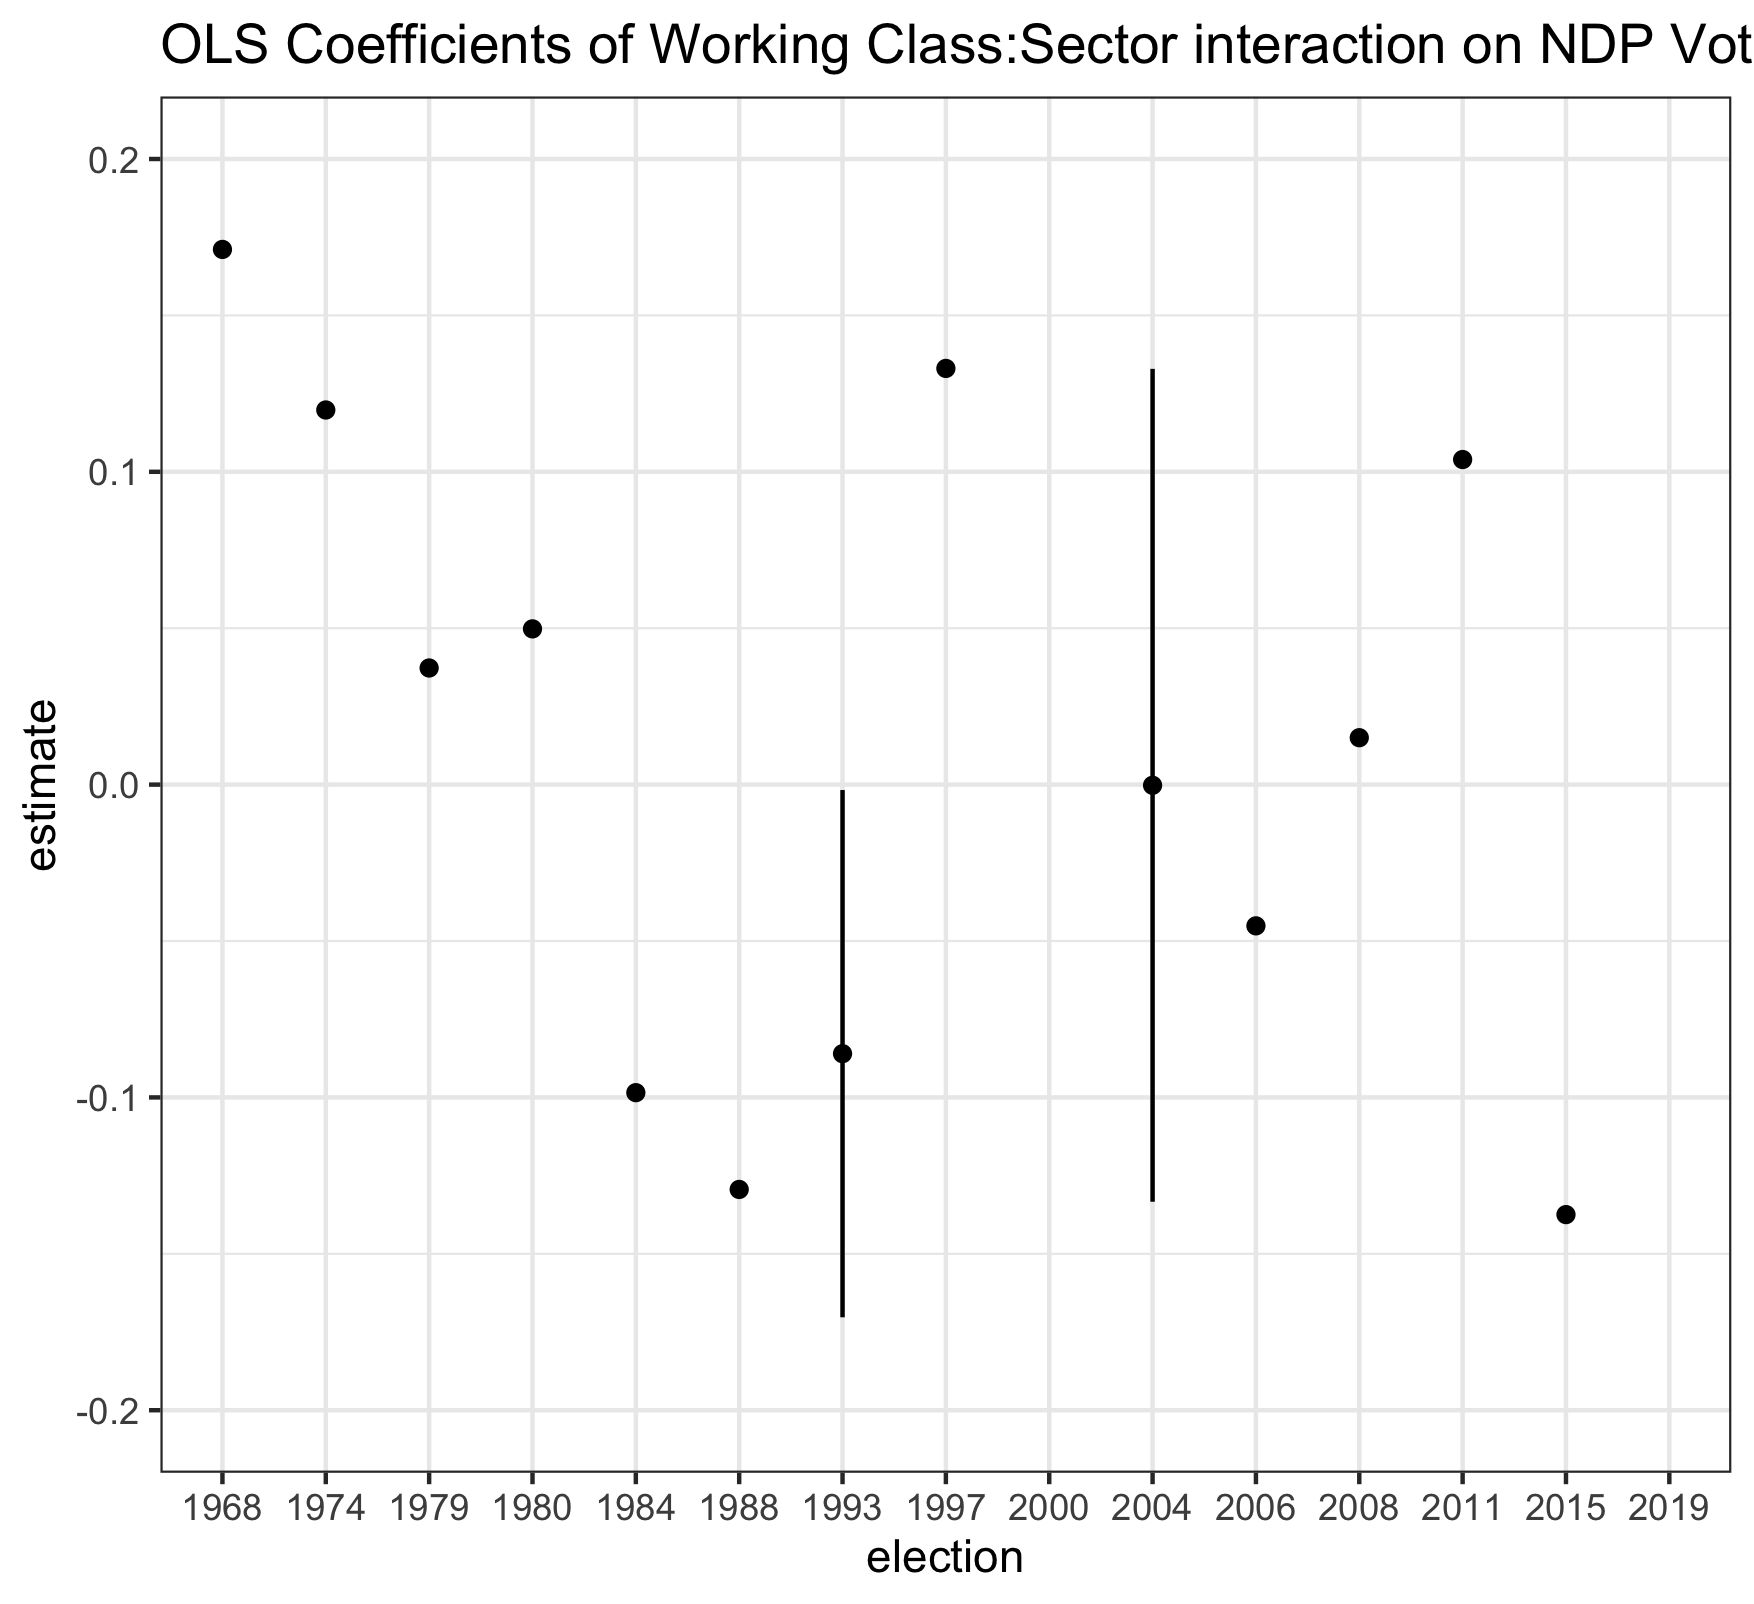 OLS Coefficients of Working Class:Sector interaction on NDP Vot
0.2
0.1
0.0
-0.1
-0.2
estimate
1968 1974 1979 1980 1984 1988 1993 1997 2000 2004 2006 2008 2011 2015 2019
election